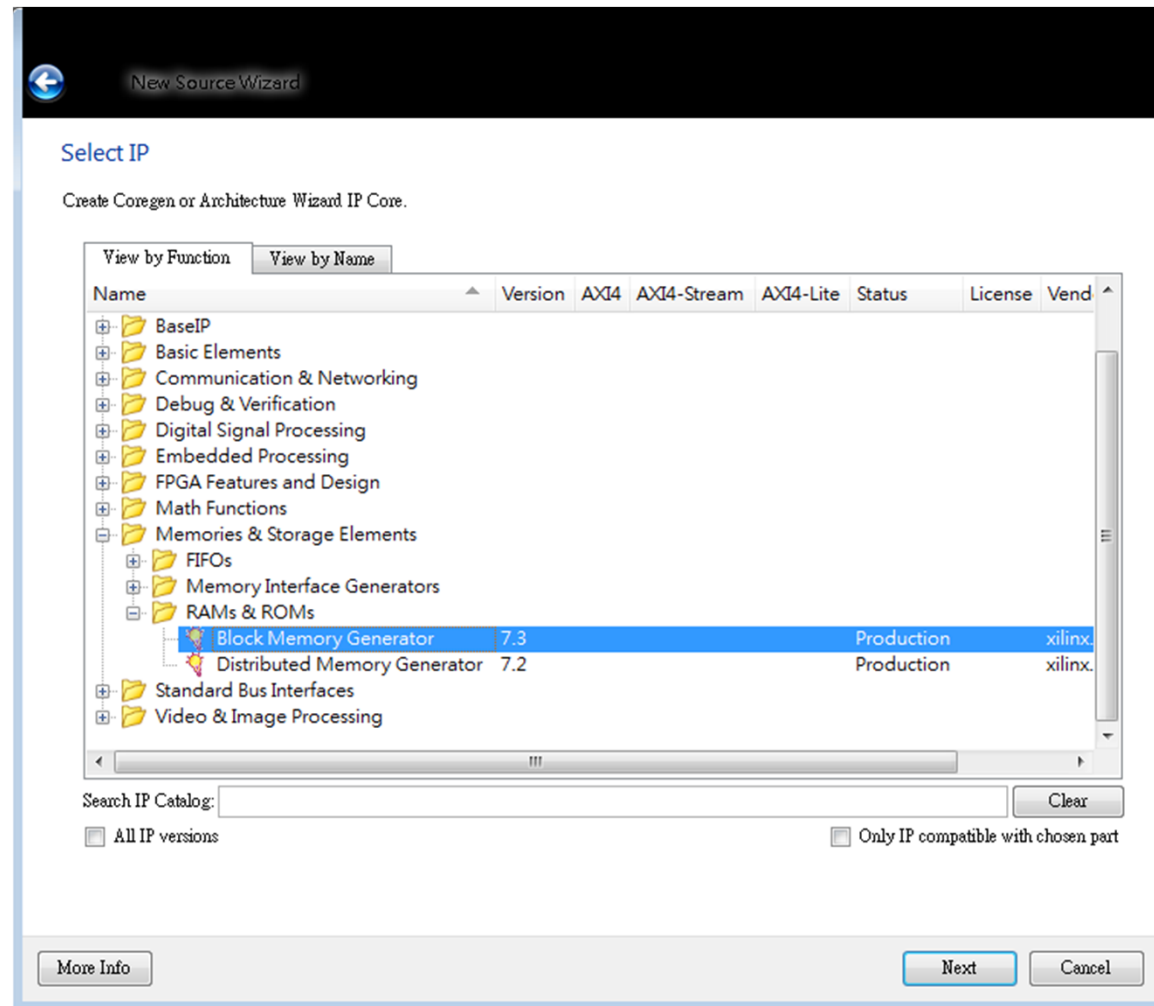 New Source Wizard
Select IP
Create Coregen or Architecture Wizard IP Core.
View by Function View by Name
Name Version AXI4 AXI4-Stream AXI4-Lite Status License Vend
BaseIP
Basic Elements
Communication & Networking
Debug & Verification
Digital Signal Processing
Embedded Processing
FPGA Features and Design
Math Functions
Memories & Storage Elements
FIFOs
Memory Interface Generators
RAMs & ROMs
Block Memory Generator 7.3 Production xilinx.
Distributed Memory Generator 7.2 Production xilinx.
Standard Bus Interfaces
Video & Image Processing
Search IP Catalog: Clear
All IP versions Only IP compatible with chosen part
More Info Next Cancel